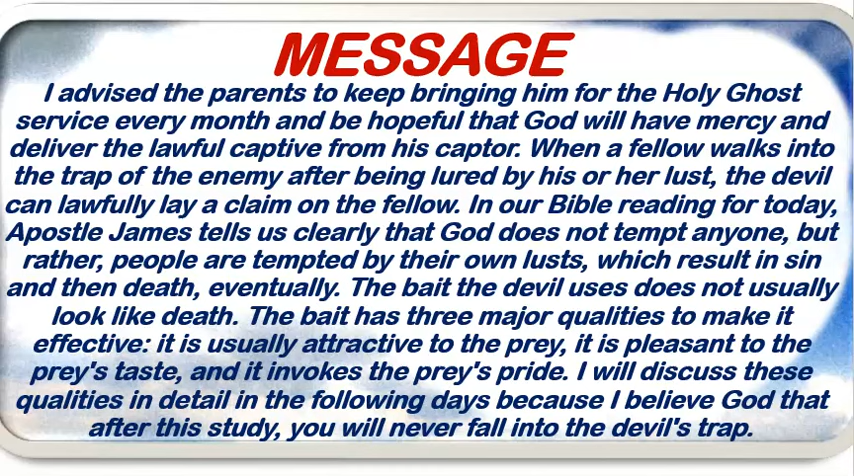 MESSAGE
I advised the parents to keep bringing him for the Holy Ghost
service every month and be hopeful that God will have mercy and
deliver the lawful captive from his captor. When a fellow walks into
the trap of the enemy after being lured by his or her lust, the devil
can lawfully lay a claim on the fellow. In our Bible reading for today,
Apostle James tells us clearly that God does not tempt anyone, but
rather, people are tempted by their own lusts, which result in sin
and then death, eventually. The bait the devil uses does not usually
look like death. The bait has three major qualities to make it
effective: it is usually attractive to the prey, it is pleasant to the
prey's taste, and it invokes the prey's pride. I will discuss these
qualities in detail in the following days because I believe God that
after this study, you will never fall into the devil's trap.